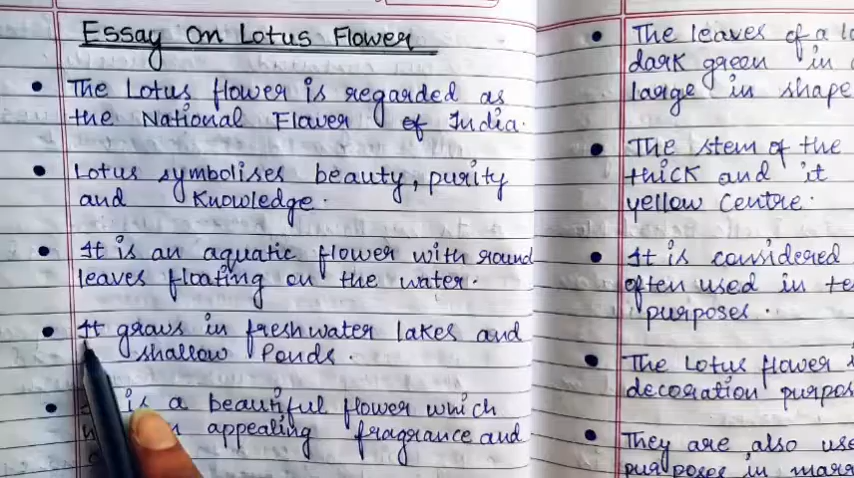 Essay On Lotus Flower
• The Lotus flower is regarded as
the National Flower of India.
• Lotus symbolises beauty, purity
and Knowledge.
• It is an aquatic flower with round
leaves floating on the water.
• It grows in freshwater lakes and
shallow Ponds.
• is a beautiful flower which
appealing fragrance and
• The leaves of a
dark green in
large in shape
• The stem of the
thick and it
yellow Centre.
• It is considered
often used in
purposes.
• The Lotus flower
decoration
• They are also
purposes in